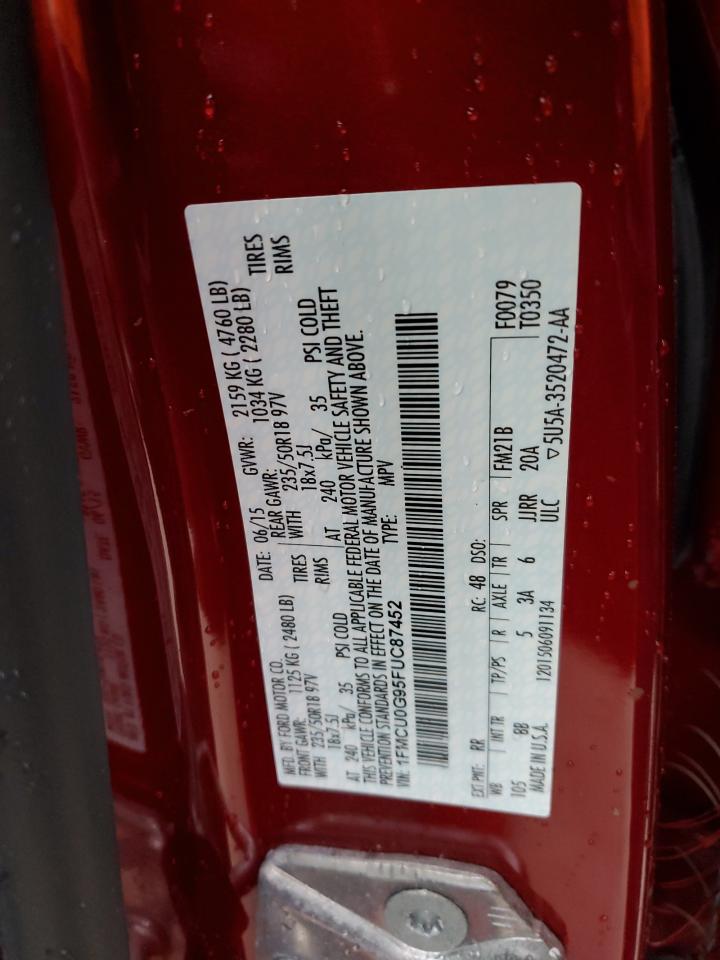 MFD. BY FORD MOTOR CO.
DATE: 06/15 GVWR: 2159 KG ( 4760 LB)
FRONT GAWR: 1125 KG ( 2480 LB) REAR GAWR: 1034 KG ( 2280 LB)
WITH 235/50R18 97V TIRES WITH 235/50R18 97V TIRES
18x7.5J RIMS 18x7.5J RIMS
AT 240 kPa/ 35 PSI COLD AT 240 kPa/ 35 PSI COLD
THIS VEHICLE CONFORMS TO ALL APPLICABLE FEDERAL MOTOR VEHICLE SAFETY AND THEFT
PREVENTION STANDARDS IN EFFECT ON THE DATE OF MANUFACTURE SHOWN ABOVE.
VIN: 1FMCU0G95FUC87452 TYPE: MPV
EXT PNT: RR RC: 48 DSO: F0079
WB INT TR TP/PS R AXLE TR SPR FM21B T0350
105 BB 5 3A 6 JJRR 20A
MADE IN U.S.A. 1201506091134 ULC ▽5U5A-3520472-AA